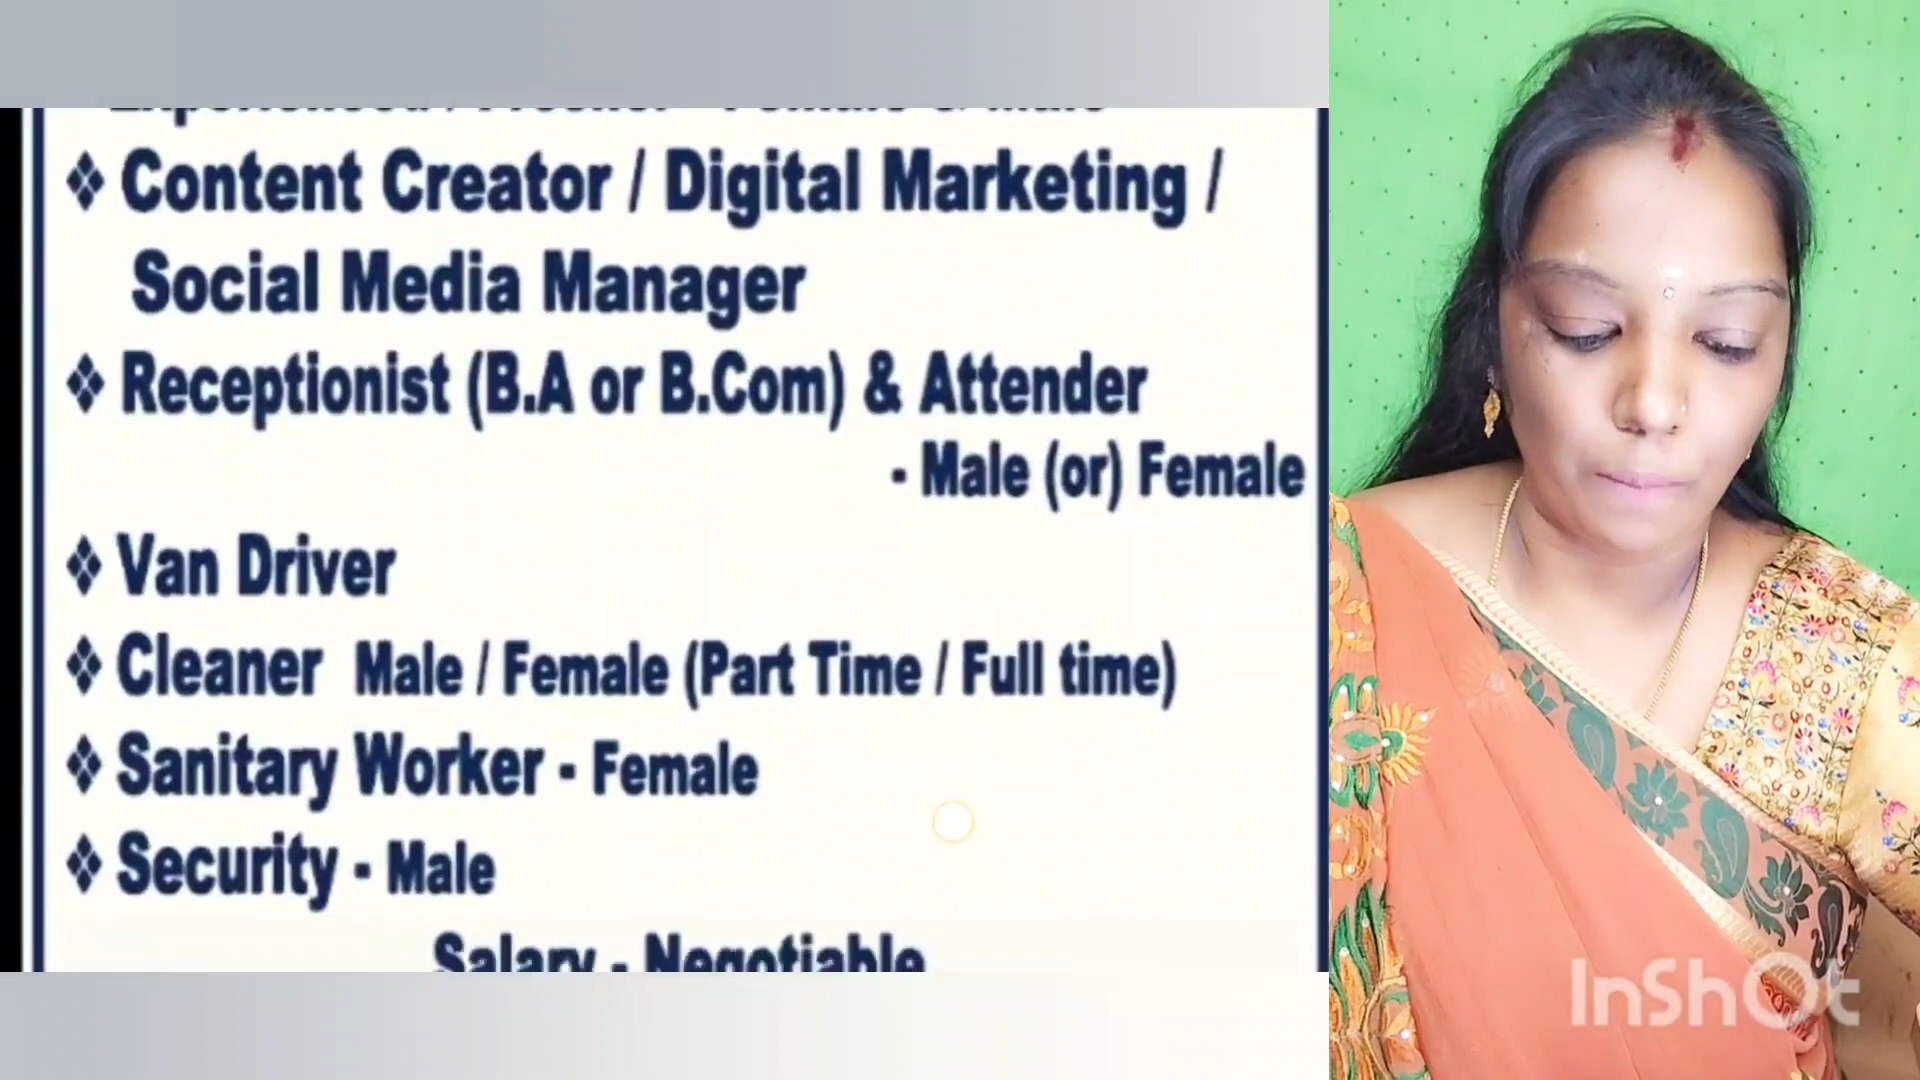 ❖ Content Creator / Digital Marketing /
Social Media Manager
❖ Receptionist (B.A or B.Com) & Attender
- Male (or) Female
❖ Van Driver
❖ Cleaner Male / Female (Part Time / Full time)
❖ Sanitary Worker - Female
❖ Security - Male
Salary - Negotiable
InShOt